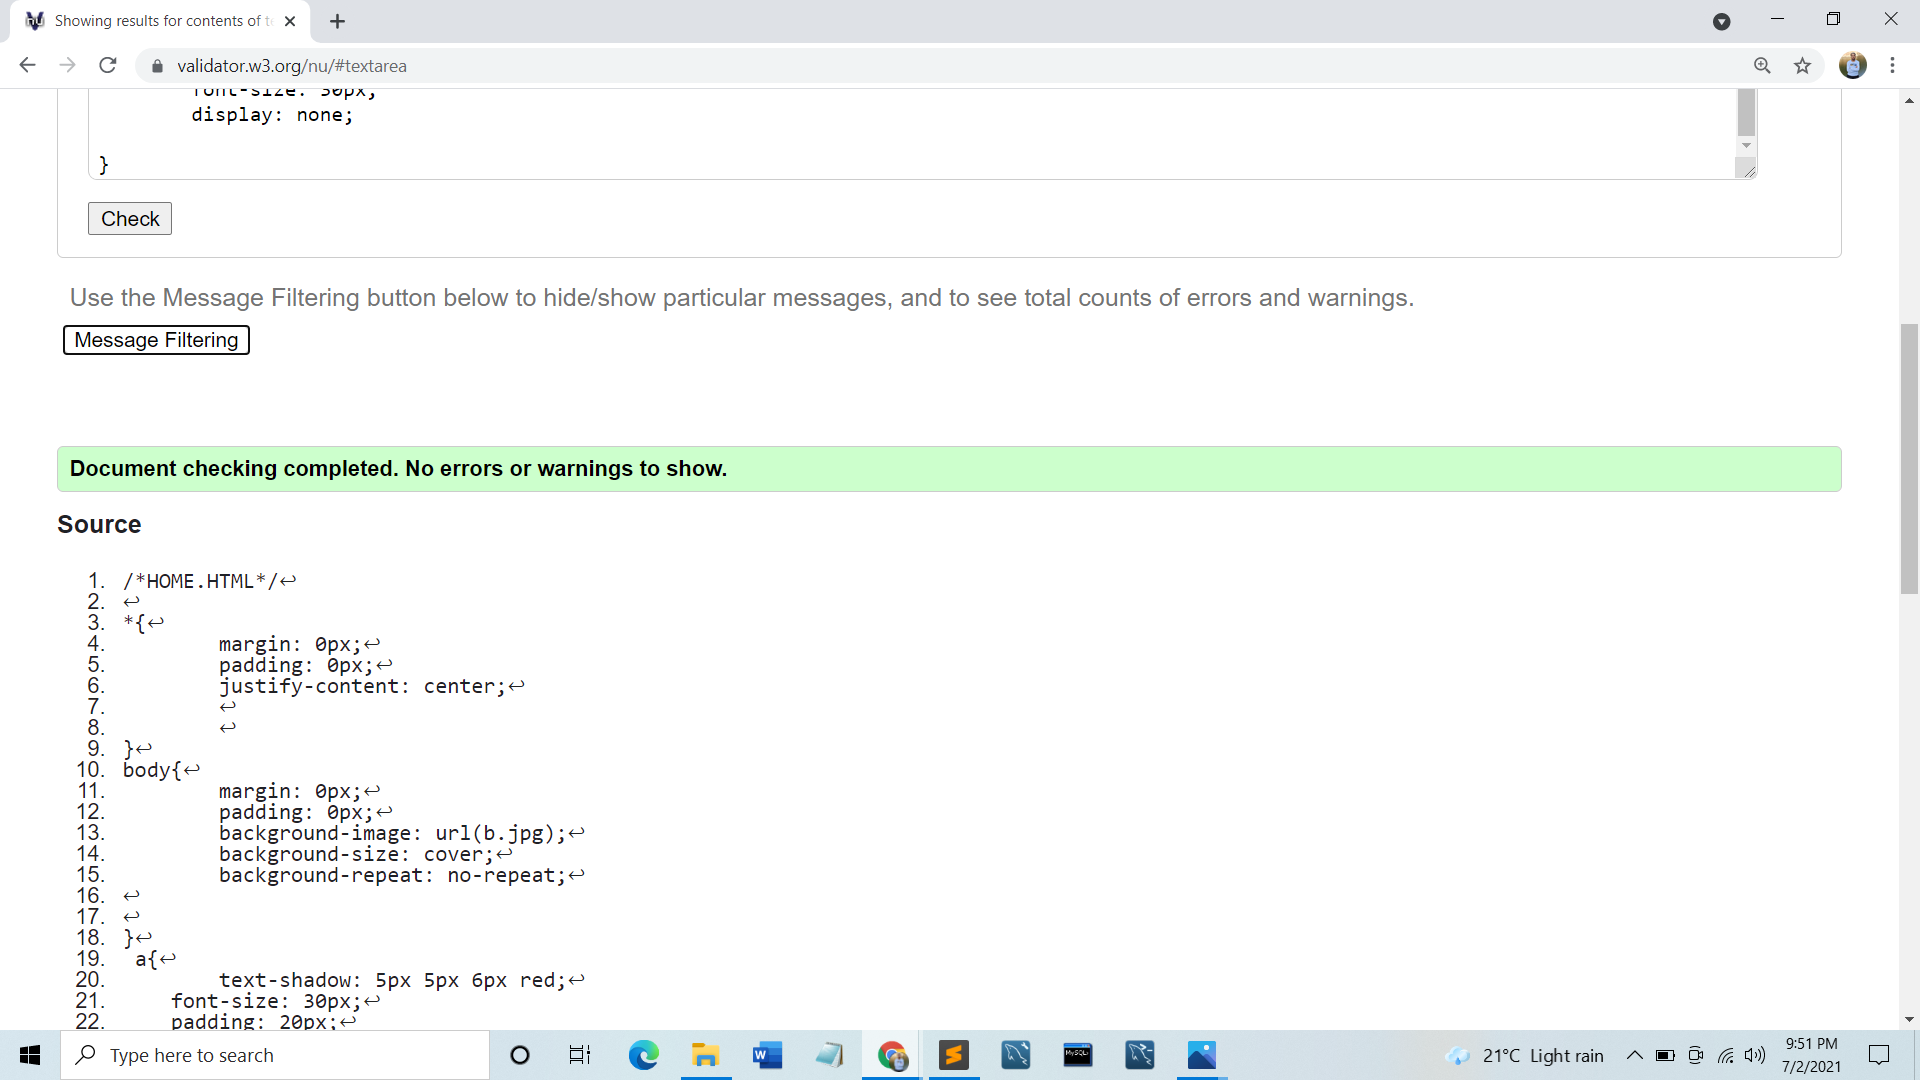 Showing results for contents of t
validator.w3.org/nu/#textarea
font-size: 30px;
display: none;
}
Check
Use the Message Filtering button below to hide/show particular messages, and to see total counts of errors and warnings.
Message Filtering
Document checking completed. No errors or warnings to show.
Source
1. /*HOME.HTML*/↩
2. ↩
3. *{↩
4. margin: 0px;↩
5. padding: 0px;↩
6. justify-content: center;↩
7. ↩
8. ↩
9. }↩
10. body{↩
11. margin: 0px;↩
12. padding: 0px;↩
13. background-image: url(b.jpg);↩
14. background-size: cover;↩
15. background-repeat: no-repeat;↩
16. ↩
17. ↩
18. }↩
19. a{↩
20. text-shadow: 5px 5px 6px red;↩
21. font-size: 30px;↩
22. padding: 20px;↩
Type here to search
MySQL
21°C Light rain
9:51 PM
7/2/2021